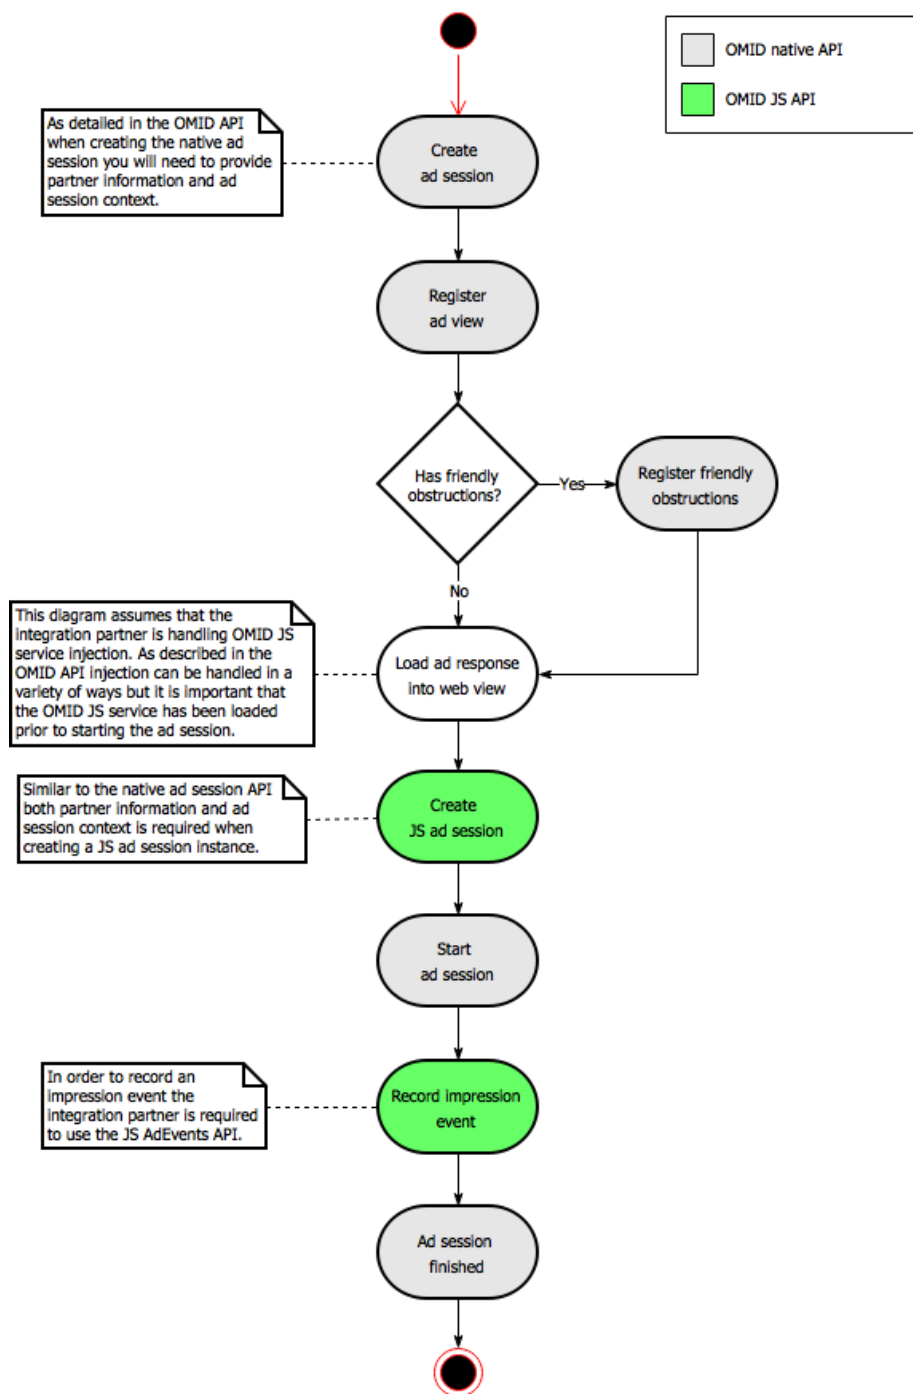 OMID native API
OMID JS API
As detailed in the OMID API
when creating the native ad
session you will need to provide
partner information and ad
session context.
Create
ad session
Register
ad view
Has friendly
obstructions?
Yes
Register friendly
obstructions
No
This diagram assumes that the
integration partner is handling OMID JS
service injection. As described in the
OMID API injection can be handled in a
variety of ways but it is important that
the OMID JS service has been loaded
prior to starting the ad session.
Load ad response
into web view
Similar to the native ad session API
both partner information and ad
session context is required when
creating a JS ad session instance.
Create
JS ad session
Start
ad session
In order to record an
impression event the
integration partner is required
to use the JS AdEvents API.
Record impression
event
Ad session
finished